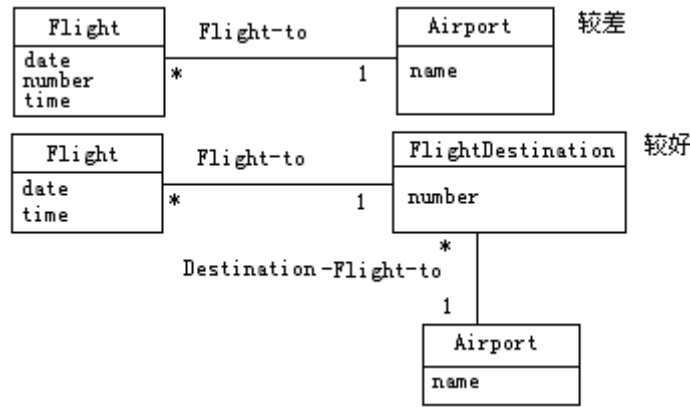 Flight Flight-to Airport 较差
date
number * 1 name
time
Flight Flight-to FlightDestination 较好
date
time * 1 number
*
Destination-Flight-to
1
Airport
name